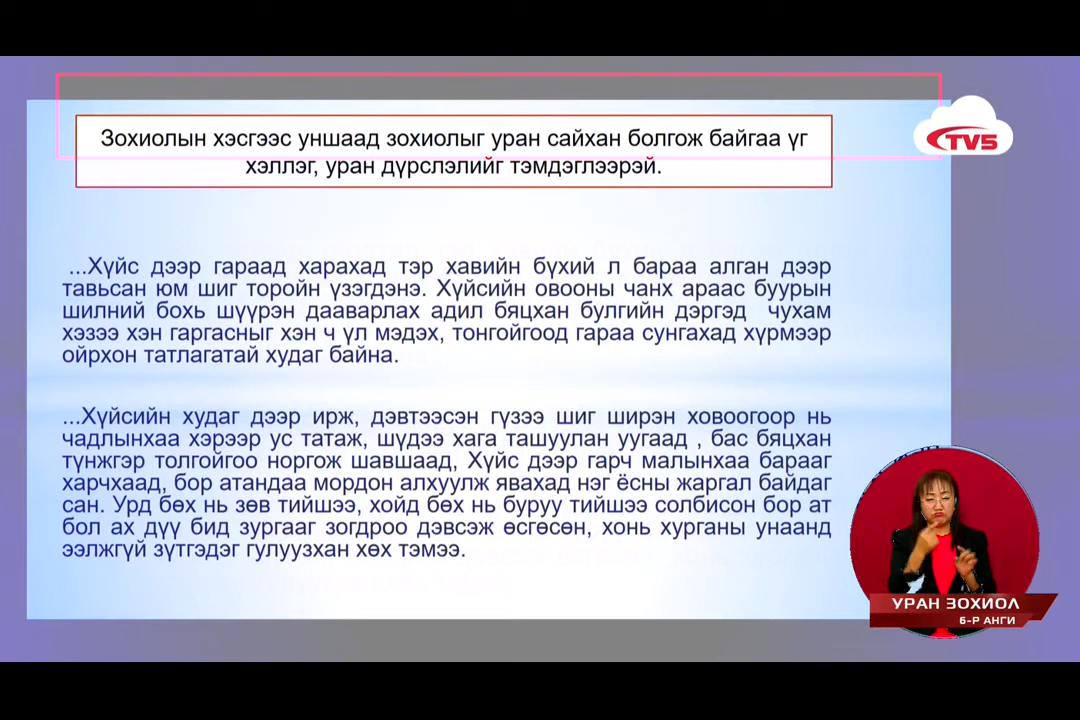 Зохиолын хэсгээс уншаад зохиолыг уран сайхан болгож байгаа үг
хэллэг, уран дүрслэлийг тэмдэглээрэй.
TV5
...Хүйс дээр гараад харахад тэр хавийн бүхий л бараа алган дээр
тавьсан юм шиг торойн үзэгдэнэ. Хүйсийн овооны чанх араас буурын
шилний бохь шүүрэн дааварлах адил бяцхан булгийн дэргэд чухам
хэзээ хэн гаргасныг хэн ч үл мэдэх, тонгойгоод гараа сунгахад хүрмээр
ойрхон татлагатай худаг байна.
...Хүйсийн худаг дээр ирж, дэвтээсэн гүзээ шиг ширэн ховоогоор нь
чадлынхаа хэрээр ус татаж, шүдээ хага ташуулан уугаад , бас бяцхан
түнжгэр толгойгоо норгож шавшаад, Хүйс дээр гарч малынхаа барааг
харчхаад, бор атандаа мордон алхуулж явахад нэг ёсны жаргал байдаг
сан. Урд бөх нь зөв тийшээ, хойд бөх нь буруу тийшээ солбисон бор ат
бол ах дүү бид зургааг зогдроо дэвсэж өсгөсөн, хонь хурганы унаанд
ээлжгүй зүтгэдэг гулуузхан хөх тэмээ.
УРАН ЗОХИОЛ
6-Р АНГИ